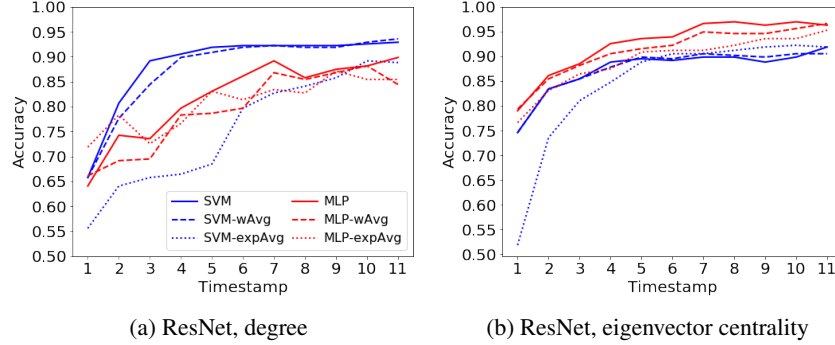 1.00
0.95
0.90
0.85
0.80
0.75
0.70
0.65
0.60
0.55
0.50
Accuracy
SVM
SVM-wAvg
SVM-expAvg
MLP
MLP-wAvg
MLP-expAvg
1 2 3 4 5 6 7 8 9 10 11
Timestamp
(a) ResNet, degree
1.00
0.95
0.90
0.85
0.80
0.75
0.70
0.65
0.60
0.55
0.50
Accuracy
1 2 3 4 5 6 7 8 9 10 11
Timestamp
(b) ResNet, eigenvector centrality